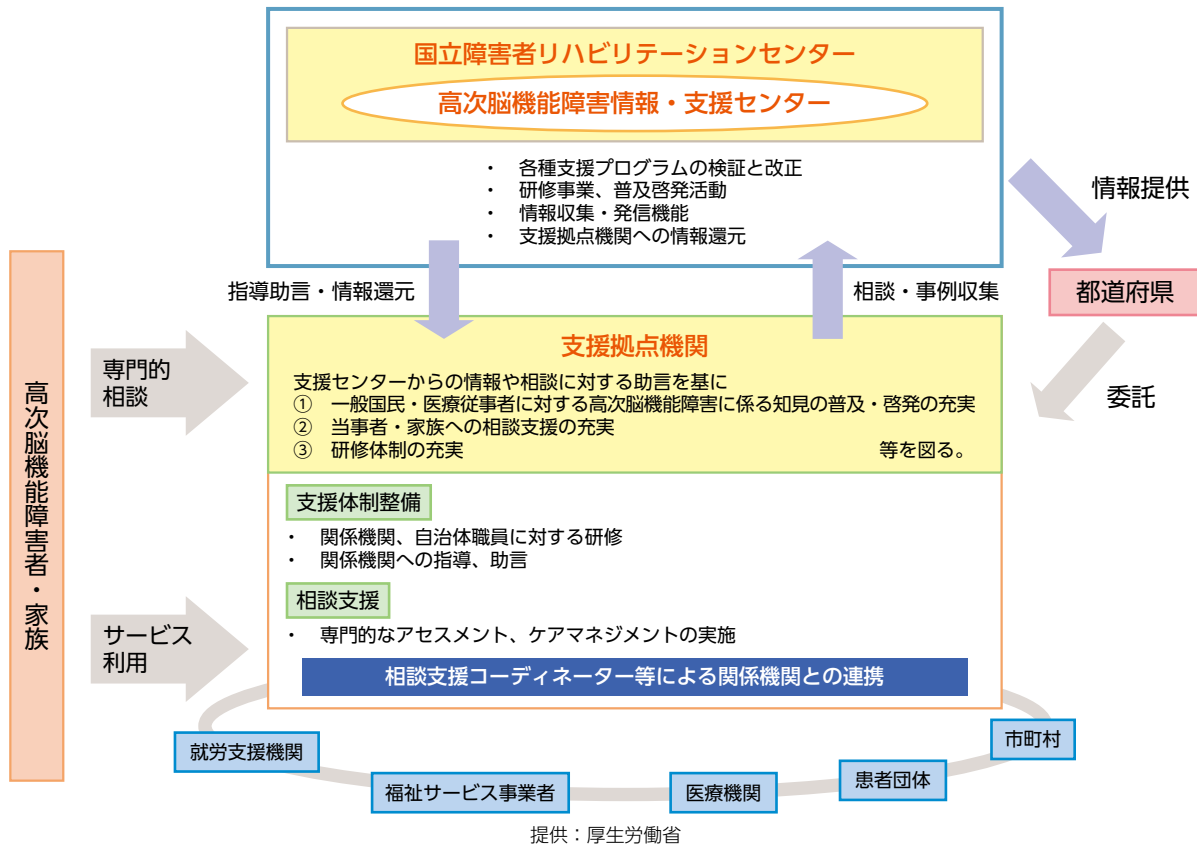 国立障害者リハビリテーションセンター
高次脳機能障害情報・支援センター
・ 各種支援プログラムの検証と改正
・ 研修事業、普及啓発活動
・ 情報収集・発信機能
・ 支援拠点機関への情報還元
情報提供
都道府県
委託
指導助言・情報還元
相談・事例収集
高次脳機能障害者・家族
専門的
相談
サービス
利用
支援拠点機関
支援センターからの情報や相談に対する助言を基に
① 一般国民・医療従事者に対する高次脳機能障害に係る知見の普及・啓発の充実
② 当事者・家族への相談支援の充実
③ 研修体制の充実 等を図る。
支援体制整備
・ 関係機関、自治体職員に対する研修
・ 関係機関への指導、助言
相談支援
・ 専門的なアセスメント、ケアマネジメントの実施
相談支援コーディネーター等による関係機関との連携
就労支援機関
福祉サービス事業者
医療機関
患者団体
市町村
提供：厚生労働省